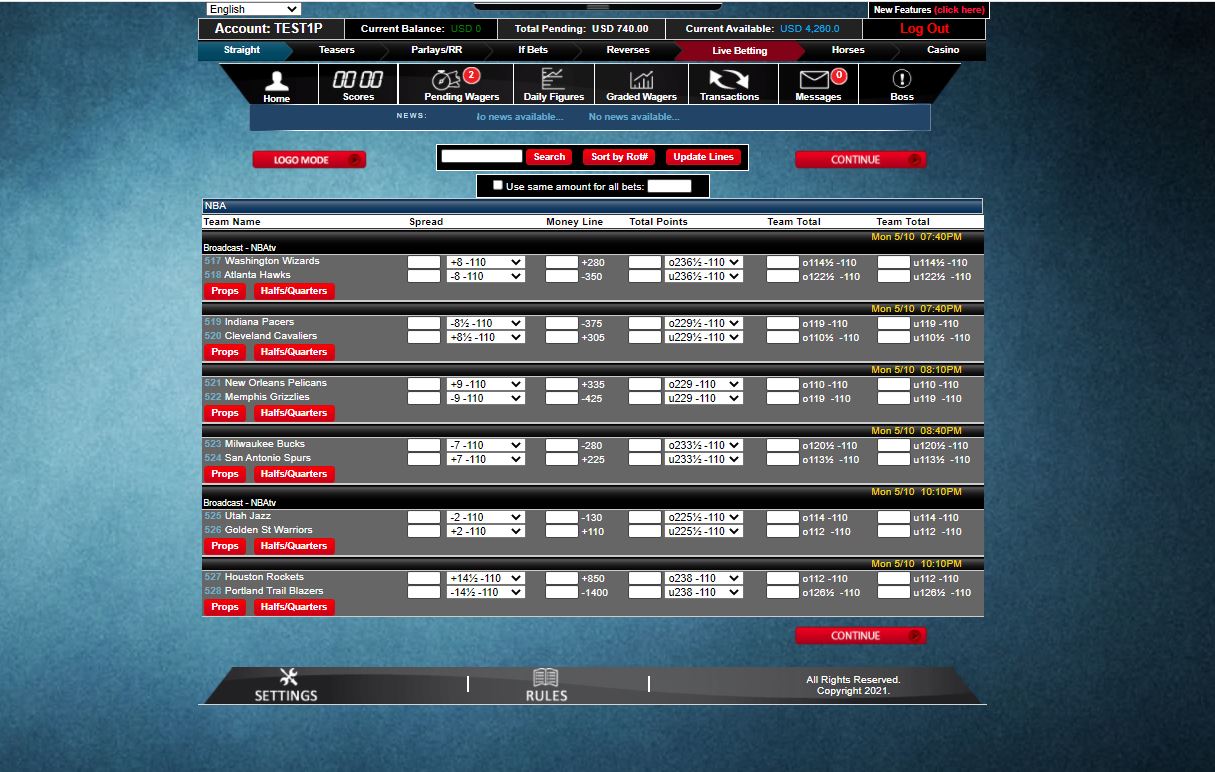 English
New Features (click here)
Account: TEST1P Current Balance: USD 0 Total Pending: USD 740.00 Current Available: USD 4,260.0 Log Out
Straight Teasers Parlays/RR If Bets Reverses Live Betting Horses Casino
00 00 2 0
Home Scores Pending Wagers Daily Figures Graded Wagers Transactions Messages Boss
NEWS: lo news available... No news available...
LOGO MODE Search Sort by Rot# Update Lines CONTINUE
Use same amount for all bets:
NBA
Team Name Spread Money Line Total Points Team Total Team Total
Mon 5/10 07:40PM
Broadcast - NBAtv
517 Washington Wizards +8 -110 +280 o236½ -110 o114½ -110 u114½ -110
518 Atlanta Hawks -8 -110 -350 u236½ -110 o122½ -110 u122½ -110
Props Halfs/Quarters
Mon 5/10 07:40PM
519 Indiana Pacers -8½ -110 -375 o229½ -110 o119 -110 u119 -110
520 Cleveland Cavaliers +8½ -110 +305 u229½ -110 o110½ -110 u110½ -110
Props Halfs/Quarters
Mon 5/10 08:10PM
521 New Orleans Pelicans +9 -110 +335 o229 -110 o110 -110 u110 -110
522 Memphis Grizzlies -9 -110 -425 u229 -110 o119 -110 u119 -110
Props Halfs/Quarters
Mon 5/10 08:40PM
523 Milwaukee Bucks -7 -110 -280 o233½ -110 o120½ -110 u120½ -110
524 San Antonio Spurs +7 -110 +225 u233½ -110 o113½ -110 u113½ -110
Props Halfs/Quarters
Mon 5/10 10:10PM
Broadcast - NBAtv
525 Utah Jazz -2 -110 -130 o225½ -110 o114 -110 u114 -110
526 Golden St Warriors +2 -110 +110 u225½ -110 o112 -110 u112 -110
Props Halfs/Quarters
Mon 5/10 10:10PM
527 Houston Rockets +14½ -110 +850 o238 -110 o112 -110 u112 -110
528 Portland Trail Blazers -14½ -110 -1400 u238 -110 o126½ -110 u126½ -110
Props Halfs/Quarters
CONTINUE
SETTINGS RULES
All Rights Reserved.
Copyright 2021.